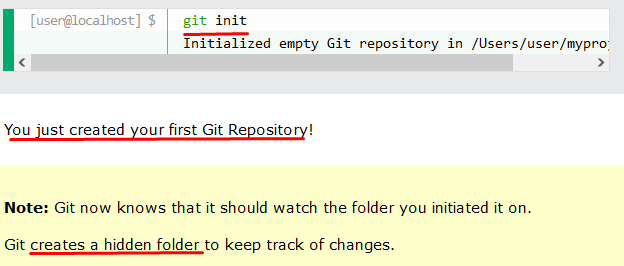 [user@localhost] $ git init
Initialized empty Git repository in /Users/user/myproj
You just created your first Git Repository!
Note: Git now knows that it should watch the folder you initiated it on.
Git creates a hidden folder to keep track of changes.